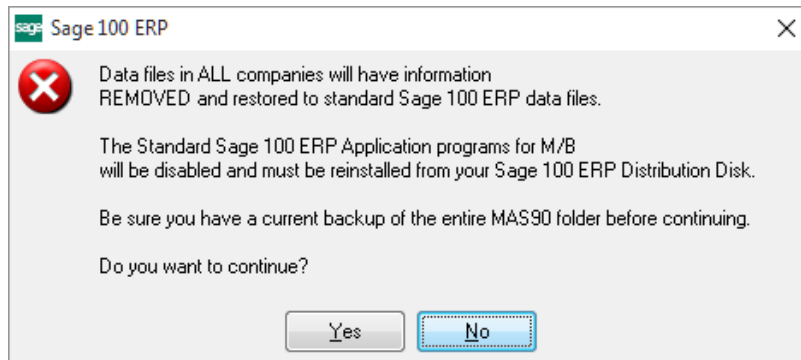 sage Sage 100 ERP
Data files in ALL companies will have information
REMOVED and restored to standard Sage 100 ERP data files.
The Standard Sage 100 ERP Application programs for M/B
will be disabled and must be reinstalled from your Sage 100 ERP Distribution Disk.
Be sure you have a current backup of the entire MAS90 folder before continuing.
Do you want to continue?
Yes No